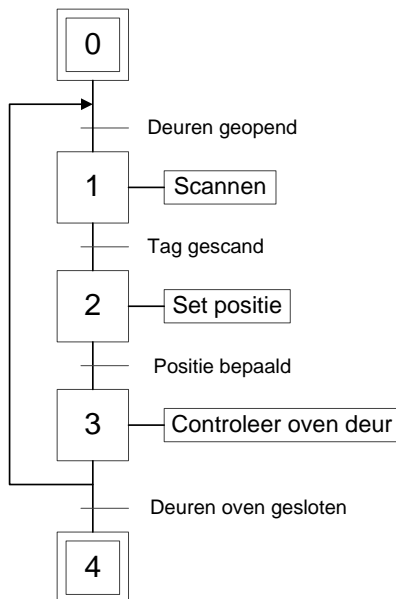 0
Deuren geopend
1
Scannen
Tag gescand
2
Set positie
Positie bepaald
3
Controleer oven deur
Deuren oven gesloten
4